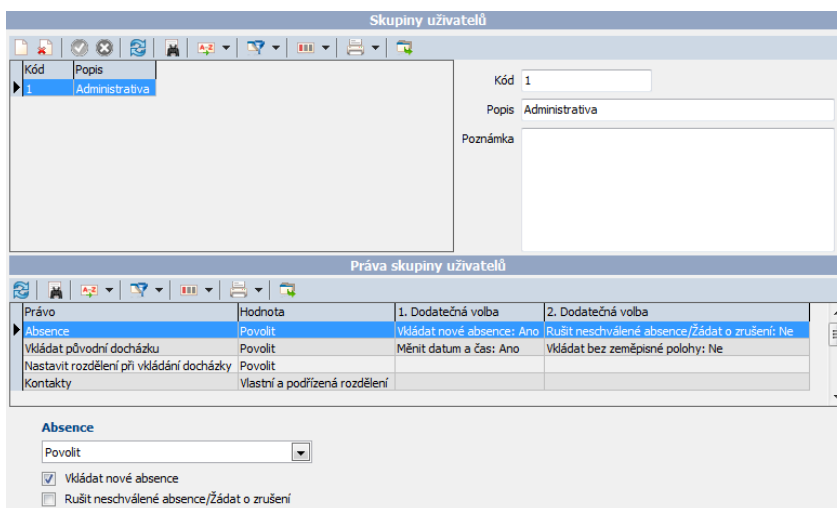 Skupiny uživatelů
Kód Popis
1 Administrativa
Kód 1
Popis Administrativa
Poznámka
Práva skupiny uživatelů
Právo Hodnota 1. Dodatečná volba 2. Dodatečná volba
Absence Povolit Vkládat nové absence: Ano Rušit neschválené absence/Žádat o zrušení: Ne
Vkládat původní docházku Povolit Měnit datum a čas: Ano Vkládat bez zeměpisné polohy: Ne
Nastavit rozdělení při vkládání docházky Povolit
Kontakty Vlastní a podřízená rozdělení
Absence
Povolit
Vkládat nové absence
Rušit neschválené absence/Žádat o zrušení